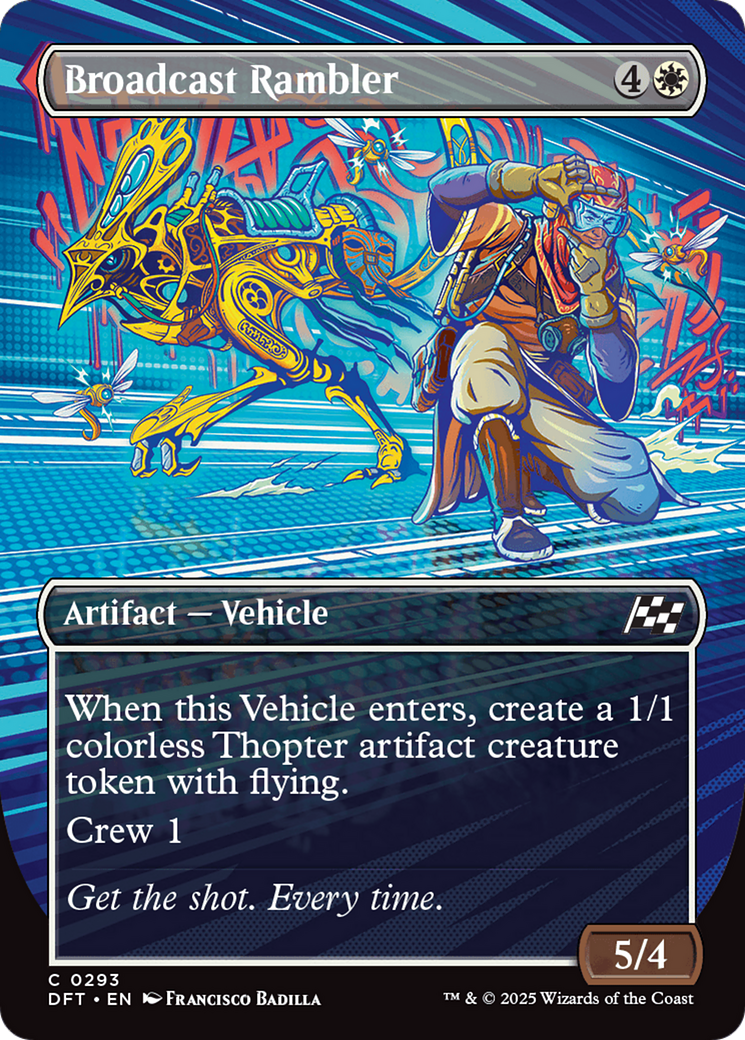 Broadcast Rambler 4
Artifact — Vehicle
When this Vehicle enters, create a 1/1
colorless Thopter artifact creature
token with flying.
Crew 1
Get the shot. Every time.
5/4
C 0293
DFT • EN Francisco Badilla
™ & © 2025 Wizards of the Coast